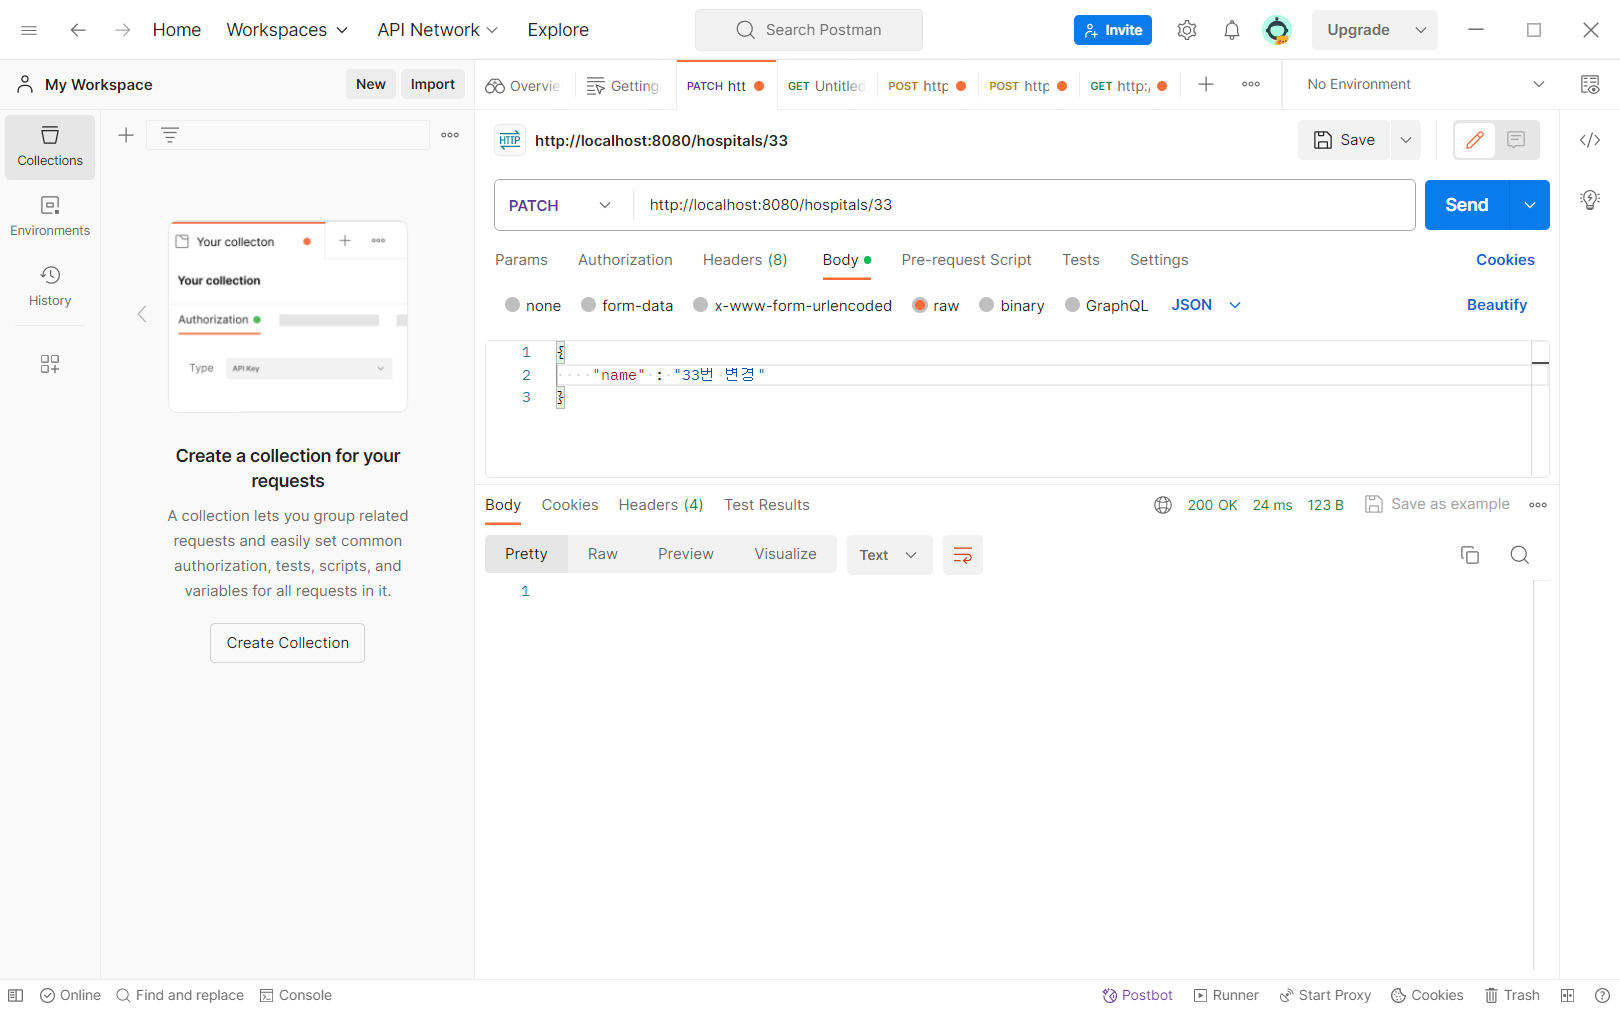 Home Workspaces API Network Explore Search Postman Invite Upgrade
My Workspace New Import Overvie Getting PATCH htt GET Untitled POST http POST http GET http:/ No Environment
HTTP http://localhost:8080/hospitals/33 Save
Collections
Environments
History
Your collecton
Your collection
Authorization
Type API Key
Create a collection for your
requests
A collection lets you group related
requests and easily set common
authorization, tests, scripts, and
variables for all requests in it.
Create Collection
PATCH http://localhost:8080/hospitals/33 Send
Params Authorization Headers (8) Body Pre-request Script Tests Settings Cookies
none form-data x-www-form-urlencoded raw binary GraphQL JSON Beautify
1 {
2 "name" : "33번 변경"
3 }
Body Cookies Headers (4) Test Results 200 OK 24 ms 123 B Save as example
Pretty Raw Preview Visualize Text
1
Online Find and replace Console Postbot Runner Start Proxy Cookies Trash